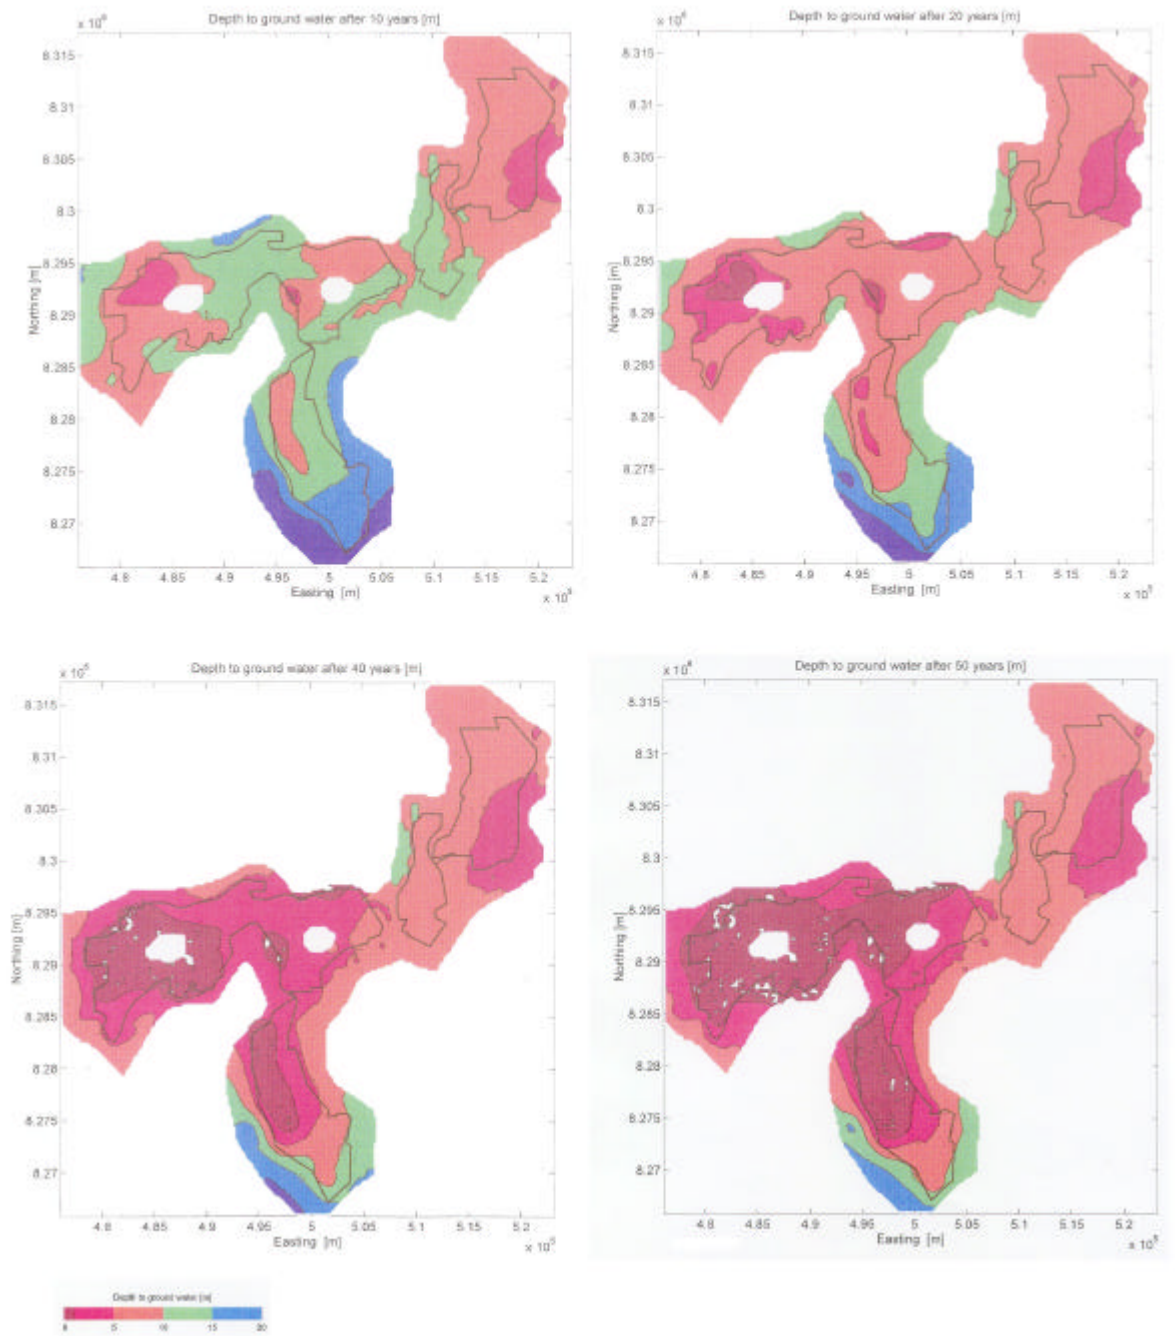 Depth to ground water after 10 years [m]
8.315
8.31
8.305
8.3
8.295
8.29
8.285
8.28
8.275
8.27
Northing [m]
4.8 4.85 4.9 4.95 5 5.05 5.1 5.15 5.2
Easting [m]
Depth to ground water after 20 years [m]
x 10⁶
8.315
8.31
8.305
8.3
8.295
8.29
8.285
8.28
8.275
8.27
Northing [m]
4.8 4.85 4.9 4.95 5 5.05 5.1 5.15 5.2
Easting [m]
x 10⁵
Depth to ground water after 40 years [m]
8.315
8.31
8.305
8.3
8.295
8.29
8.285
8.28
8.275
8.27
Northing [m]
4.8 4.85 4.9 4.95 5 5.05 5.1 5.15 5.2
Easting [m]
x 10⁵
Depth to ground water after 50 years [m]
x 10⁶
8.315
8.31
8.305
8.3
8.295
8.29
8.285
8.28
8.275
8.27
Northing [m]
4.8 4.85 4.9 4.95 5 5.05 5.1 5.15 5.2
Easting [m]
x 10⁵
Depth to ground water [m]
0 5 10 15 20